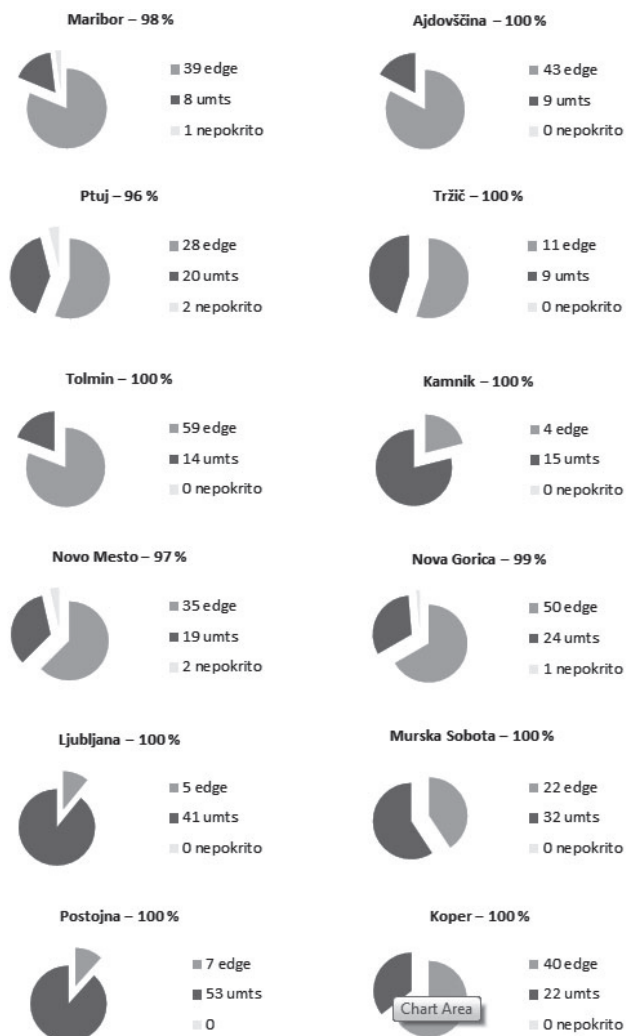 Maribor – 98 %
39 edge
8 umts
1 nepokrito
Ajdovščina – 100 %
43 edge
9 umts
0 nepokrito
Ptuj – 96 %
28 edge
20 umts
2 nepokrito
Tržič – 100 %
11 edge
9 umts
0 nepokrito
Tolmin – 100 %
59 edge
14 umts
0 nepokrito
Kamnik – 100 %
4 edge
15 umts
0 nepokrito
Novo Mesto – 97 %
35 edge
19 umts
2 nepokrito
Nova Gorica – 99 %
50 edge
24 umts
1 nepokrito
Ljubljana – 100 %
5 edge
41 umts
0 nepokrito
Murska Sobota – 100 %
22 edge
32 umts
0 nepokrito
Postojna – 100 %
7 edge
53 umts
0
Koper – 100 %
40 edge
22 umts
0 nepokrito
Chart Area